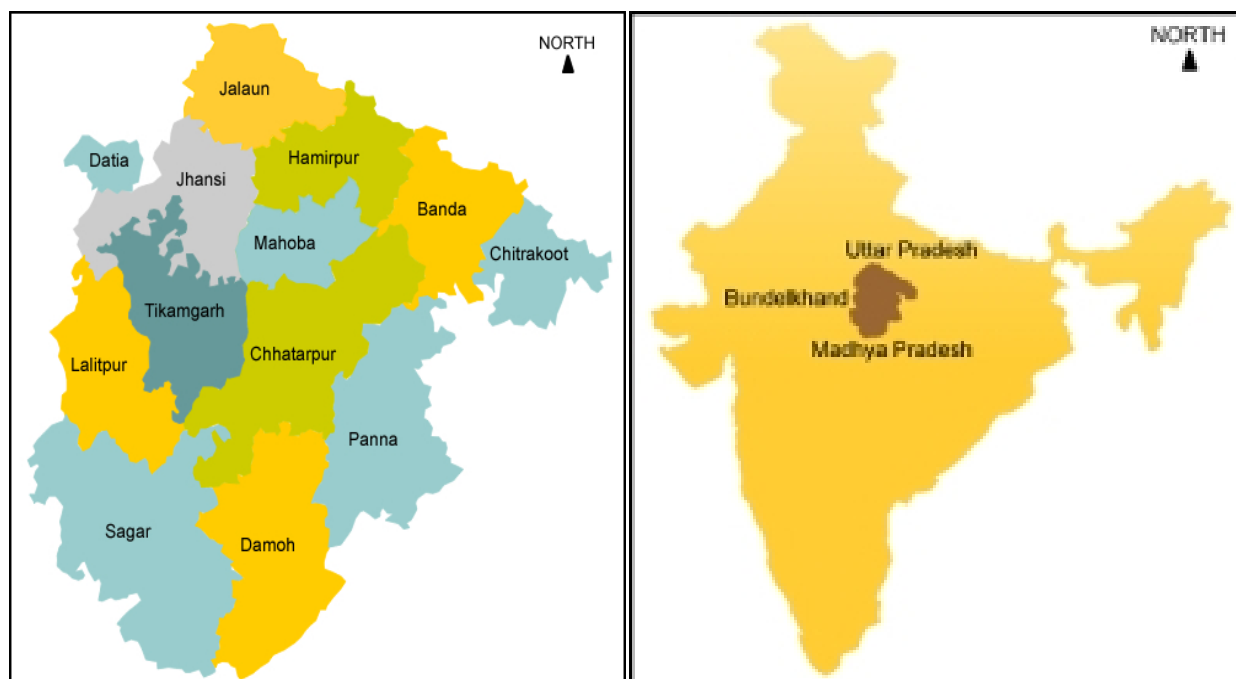 NORTH
Jalaun
Datia
Hamirpur
Jhansi
Banda
Mahoba
Chitrakoot
Tikamgarh
Chhatarpur
Lalitpur
Panna
Sagar
Damoh
NORTH
Uttar Pradesh
Bundelkhand
Madhya Pradesh